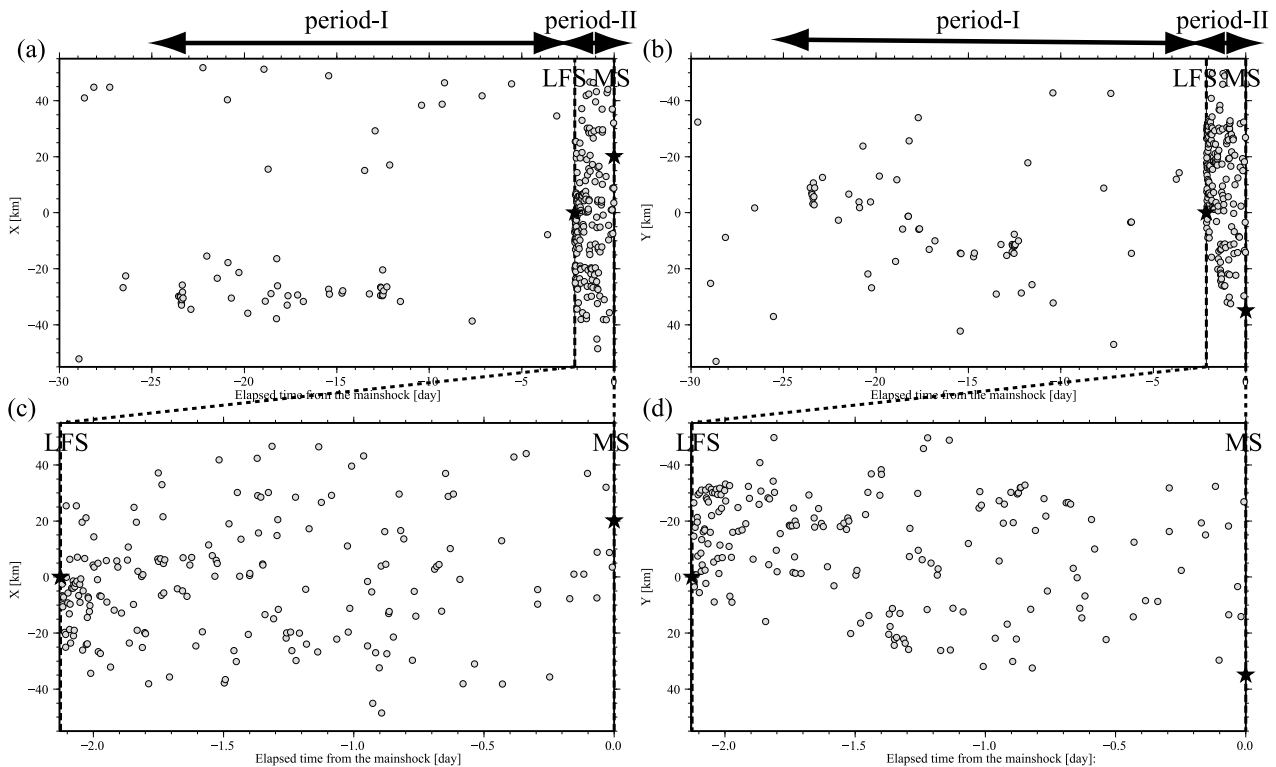 period-I period-II period-I period-II
(a) (b)
LFS MS LFS MS
40 -40
20 -20
0 0
20 20
−40 40
X [km] Y [km]
−30 −25 −20 −15 −10 −5 0 −30 −25 −20 −15 −10 −5 0
Elapsed time from the mainshock [day] Elapsed time from the mainshock [day]
(c) (d)
LFS MS LFS MS
40 -40
20 -20
0 0
20 20
−40 40
X [km] Y [km]
−2.0 −1.5 −1.0 −0.5 0.0 −2.0 −1.5 −1.0 −0.5 0.0
Elapsed time from the mainshock [day] Elapsed time from the mainshock [day]: